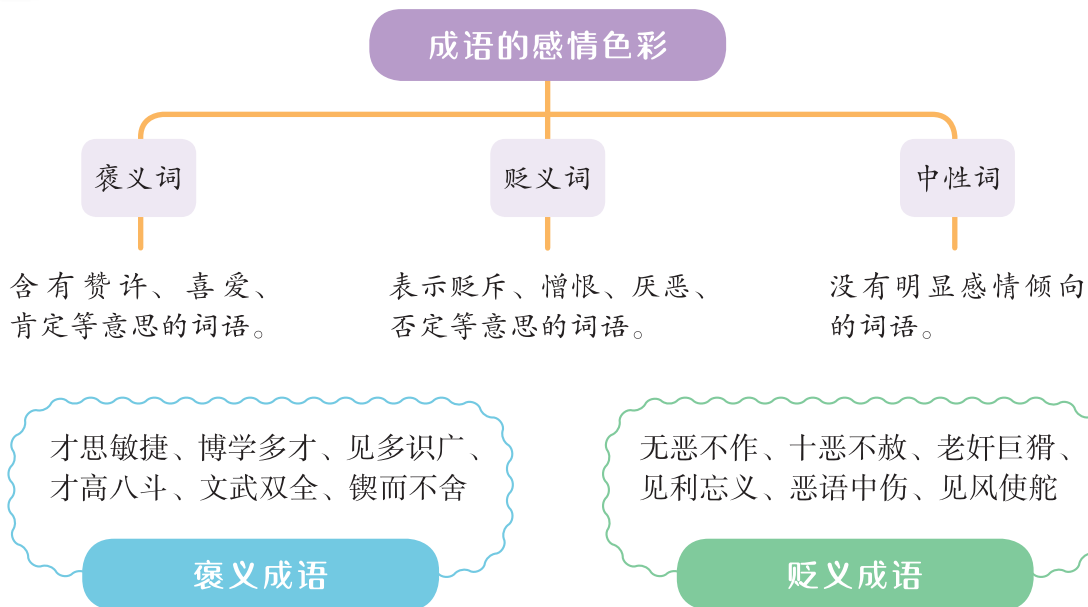 成语的感情色彩
褒义词
贬义词
中性词
含有赞许、喜爱、
肯定等意思的词语。
表示贬斥、憎恨、厌恶、
否定等意思的词语。
没有明显感情倾向
的词语。
才思敏捷、博学多才、见多识广、
才高八斗、文武双全、锲而不舍
褒义成语
无恶不作、十恶不赦、老奸巨猾、
见利忘义、恶语中伤、见风使舵
贬义成语